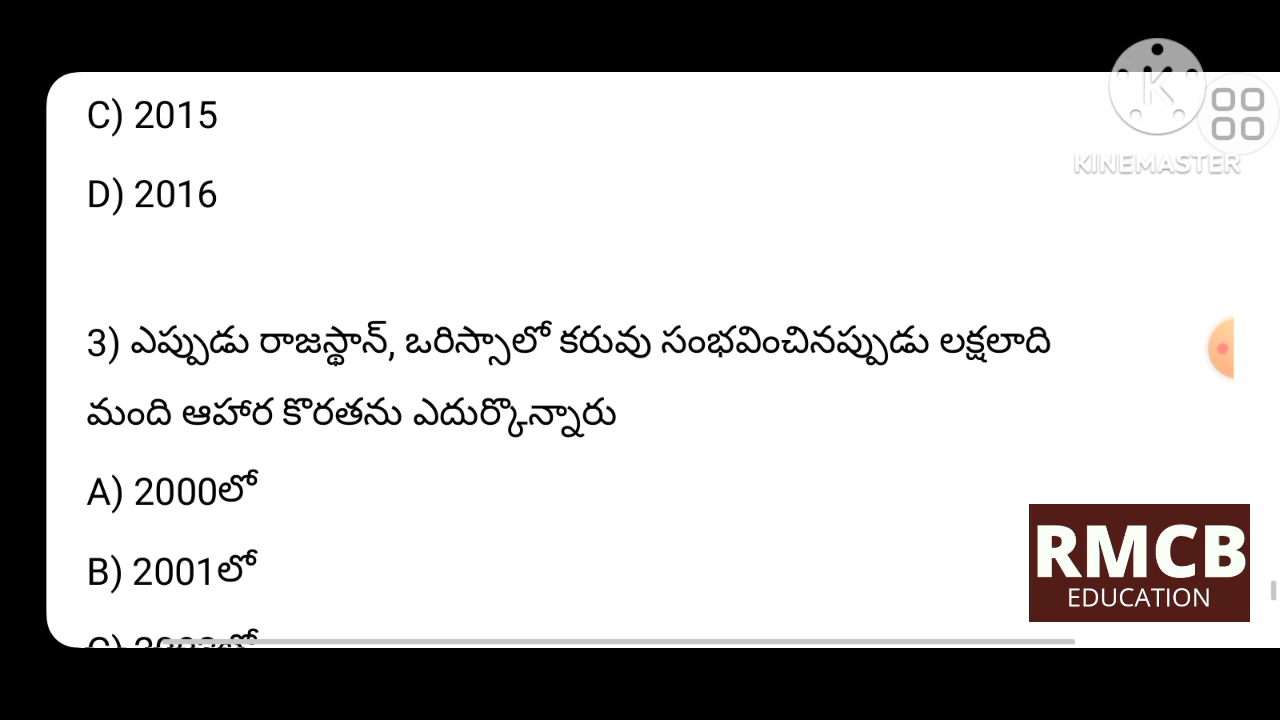 C) 2015
D) 2016
KINEMASTER
3) ఎప్పుడు రాజస్థాన్, ఒరిస్సాలో కరువు సంభవించినప్పుడు లక్షలాది
మంది ఆహార కొరతను ఎదుర్కొన్నారు
A) 2000లో
B) 2001లో
RMCB
EDUCATION